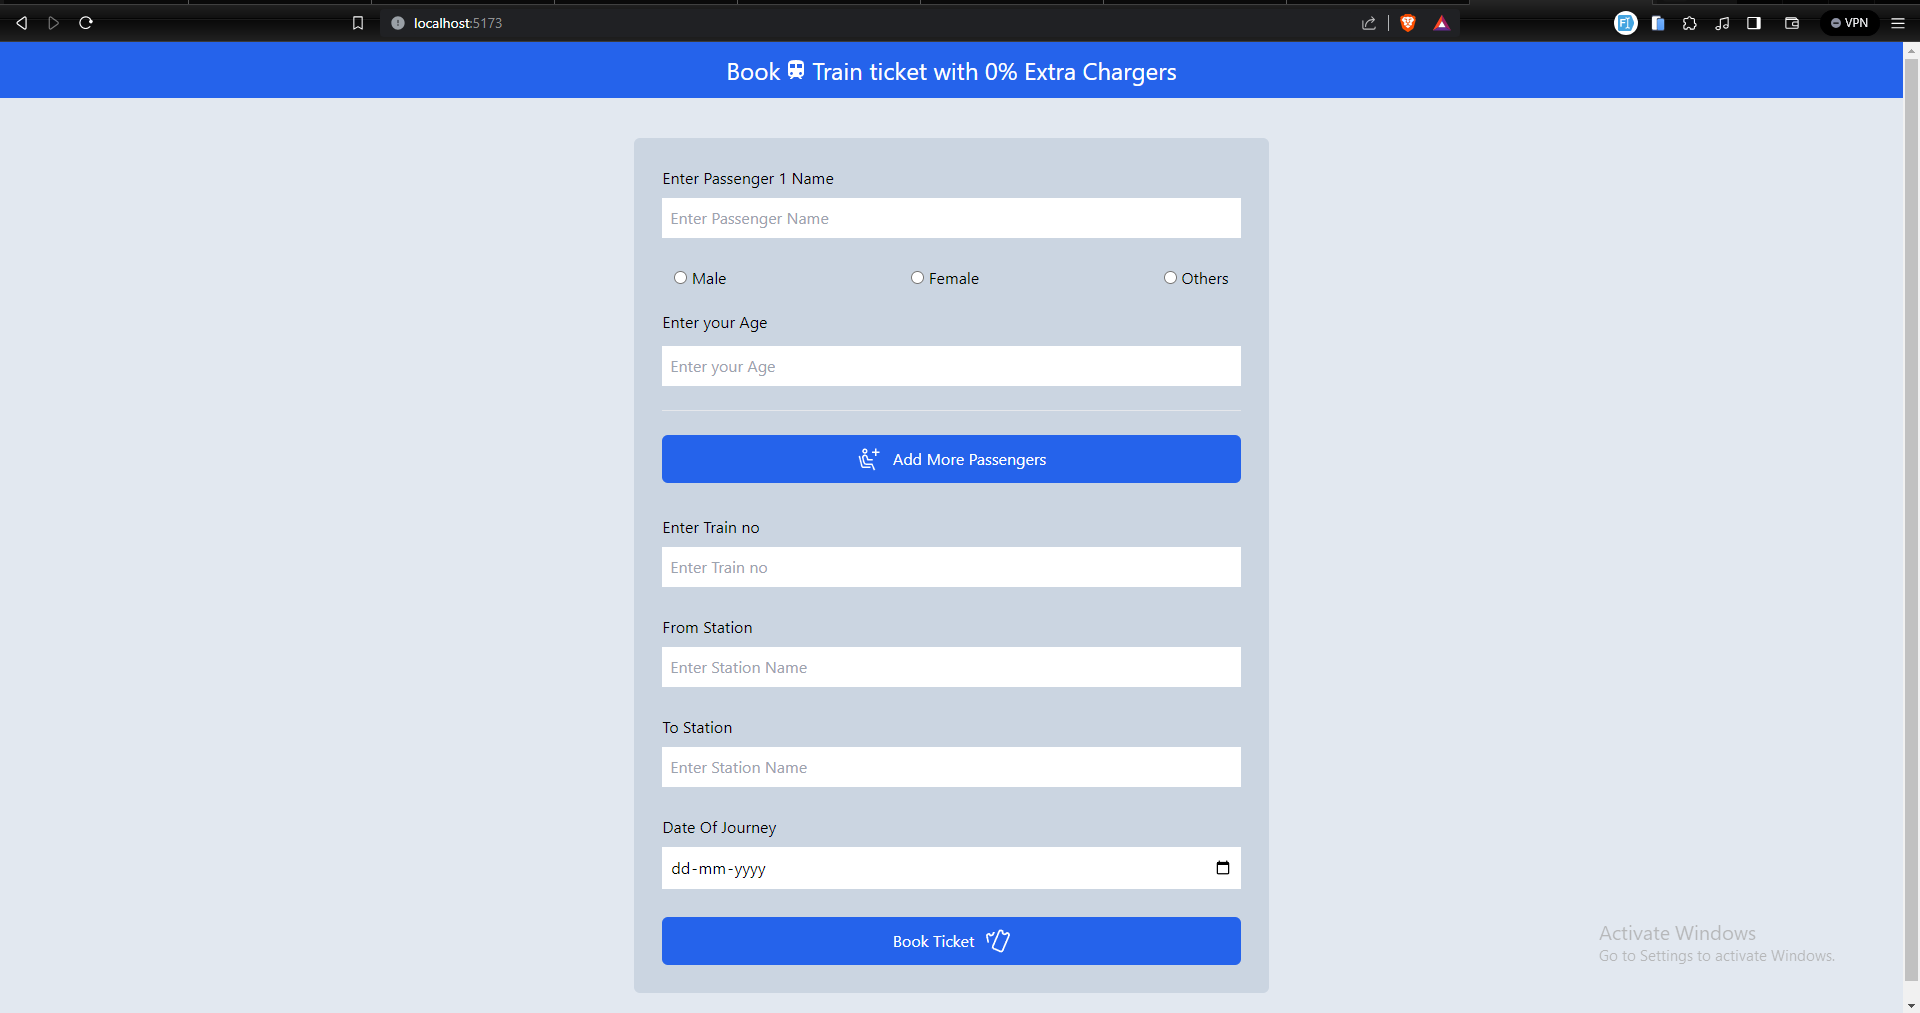 localhost:5173
VPN
Book Train ticket with 0% Extra Chargers
Enter Passenger 1 Name
Enter Passenger Name
Male Female Others
Enter your Age
Enter your Age
Add More Passengers
Enter Train no
Enter Train no
From Station
Enter Station Name
To Station
Enter Station Name
Date Of Journey
dd-mm-yyyy
Book Ticket
Activate Windows
Go to Settings to activate Windows.